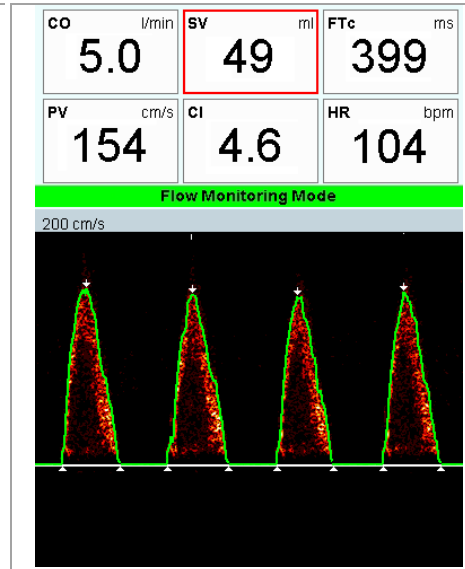 CO l/min SV ml FTc ms
5.0 49 399
PV cm/s CI HR bpm
154 4.6 104
Flow Monitoring Mode
200 cm/s